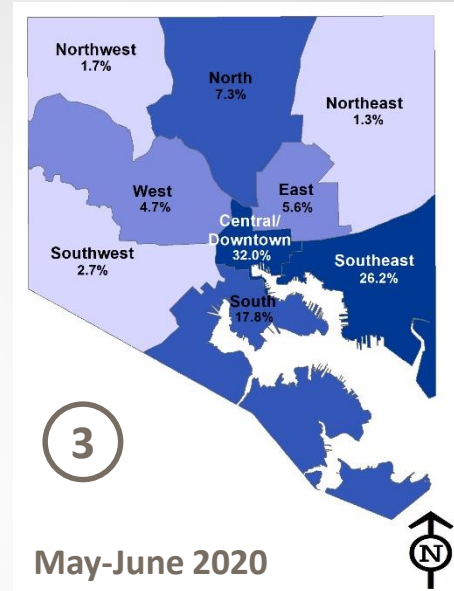 Northwest
1.7%
North
7.3%
Northeast
1.3%
West
4.7%
East
5.6%
Central/
Downtown
32.0%
Southwest
2.7%
Southeast
26.2%
South
17.8%
3
May-June 2020
N